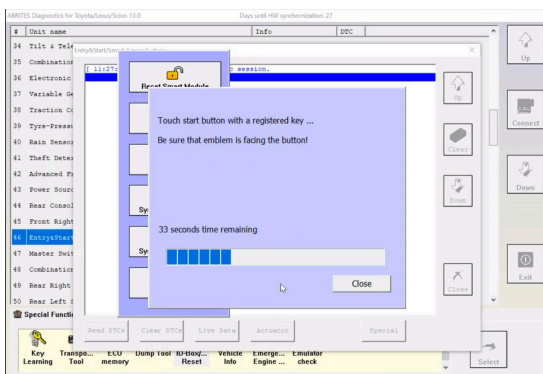 ABRITES Diagnostics for Toyota/Lexus/Scion 13.0
Days until HW synchronization: 27
# Unit name Info DTC
34 Tilt & Tele
35 Combination
36 Electronic
37 Variable Ge
38 Traction Co
39 Tyre-Pressu
40 Rain Sensor
41 Theft Deter
42 Advanced Fr
43 Power Sourc
44 Rear Consol
45 Front Right
46 Entry&Start
47 Master Swit
48 Combination
49 Rear Right
50 Rear Left S
Entry&Start/Smart
[ 11:27:
session.
Reset Smart Module
Touch start button with a registered key ...
Be sure that emblem is facing the button!
33 seconds time remaining
Close
Up
Clear
Down
Close
Read DTCs
Clear DTCs
Live Data
Actuator
Special
Up
Connect
Down
Exit
Special Functi
Key Learning
Transpo... Tool
ECU memory
Dump Tool
ID-Box/... Reset
Vehicle Info
Emerge... Engine ...
Emulator check
Select